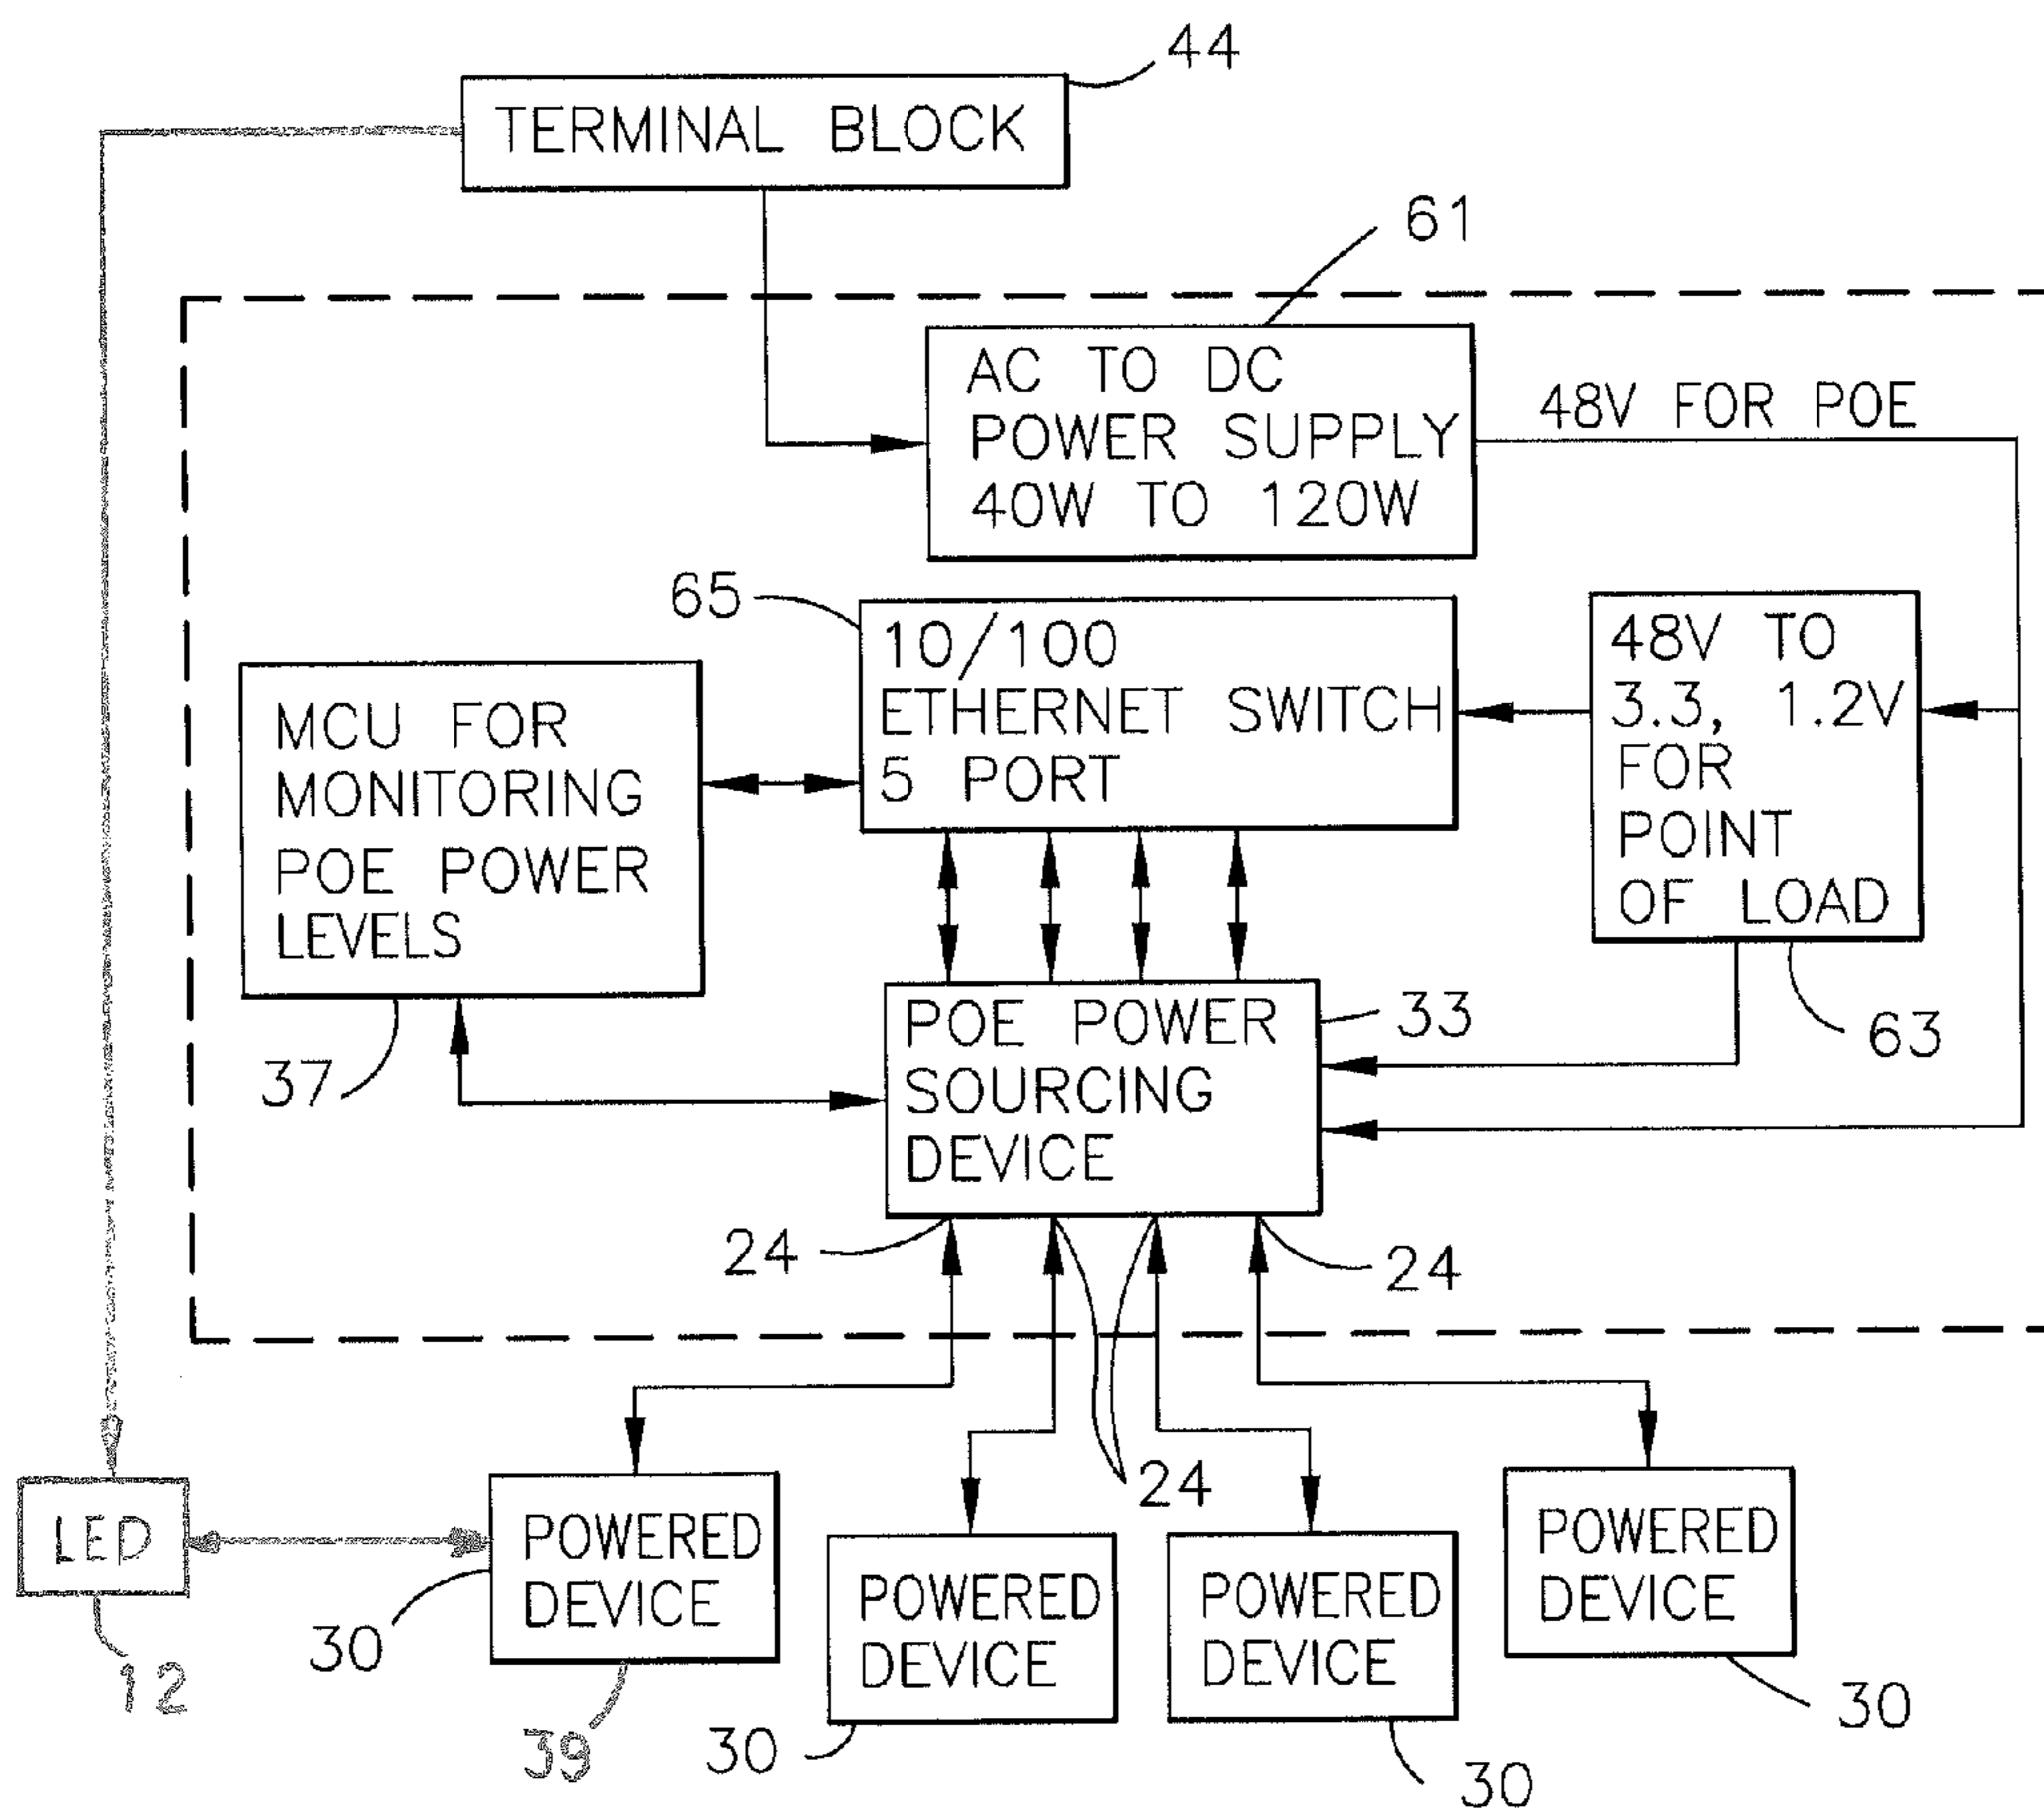 44
TERMINAL BLOCK
61
AC TO DC
POWER SUPPLY
40W TO 120W
48V FOR POE
65
10/100
ETHERNET SWITCH
5 PORT
48V TO
3.3, 1.2V
FOR
POINT
OF LOAD
63
MCU FOR
MONITORING
POE POWER
LEVELS
37
POE POWER
SOURCING
DEVICE
33
24
24
24
LED
12
POWERED
DEVICE
30
39
POWERED
DEVICE
30
POWERED
DEVICE
30
POWERED
DEVICE
30